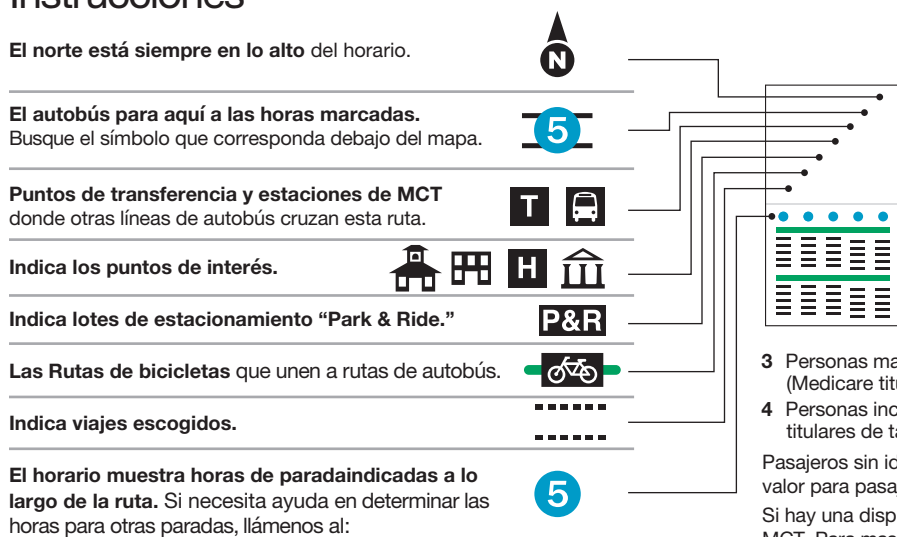 Instrucciones
El norte está siempre en lo alto del horario.
N
El autobús para aquí a las horas marcadas.
Busque el símbolo que corresponda debajo del mapa.
5
Puntos de transferencia y estaciones de MCT
donde otras líneas de autobús cruzan esta ruta.
T
Indica los puntos de interés.
H
Indica lotes de estacionamiento “Park & Ride.”
P&R
Las Rutas de bicicletas que unen a rutas de autobús.
Indica viajes escogidos.
El horario muestra horas de paradaindicadas a lo
largo de la ruta. Si necesita ayuda en determinar las
horas para otras paradas, llámenos al:
5
3 Personas ma
(Medicare titu
4 Personas inc
titulares de ta
Pasajeros sin id
valor para pasaj
Si hay una disp